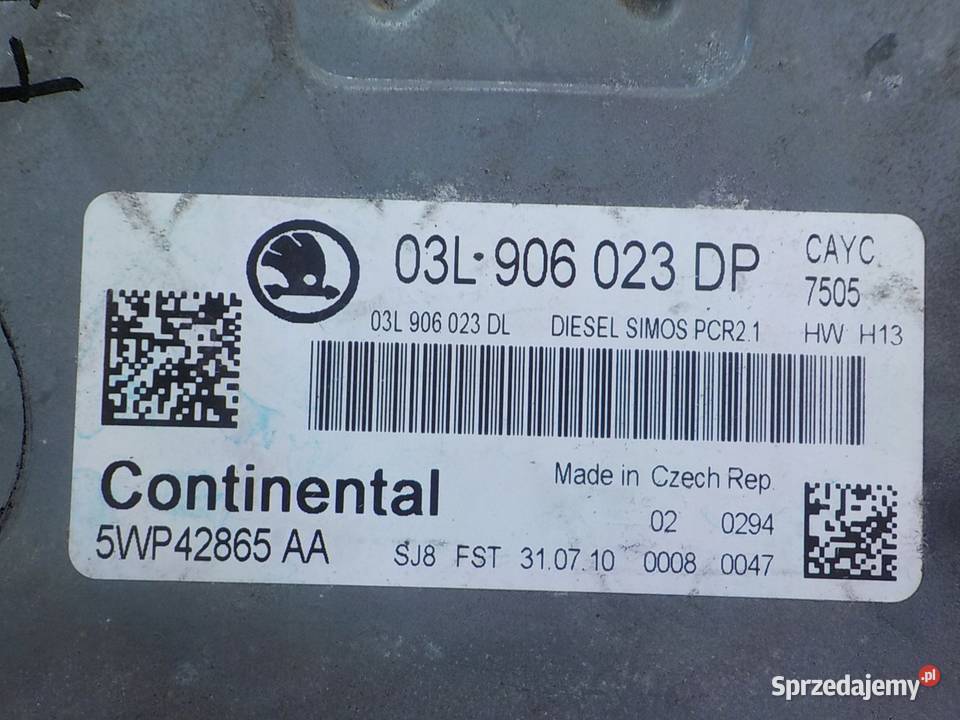 03L 906 023 DP
CAYC
7505
03L 906 023 DL DIESEL SIMOS PCR2.1 HW H13
Continental
Made in Czech Rep
5WP42865 AA
02 0294
SJ8 FST 31.07.10 0008 0047
Sprzedajemy.pl